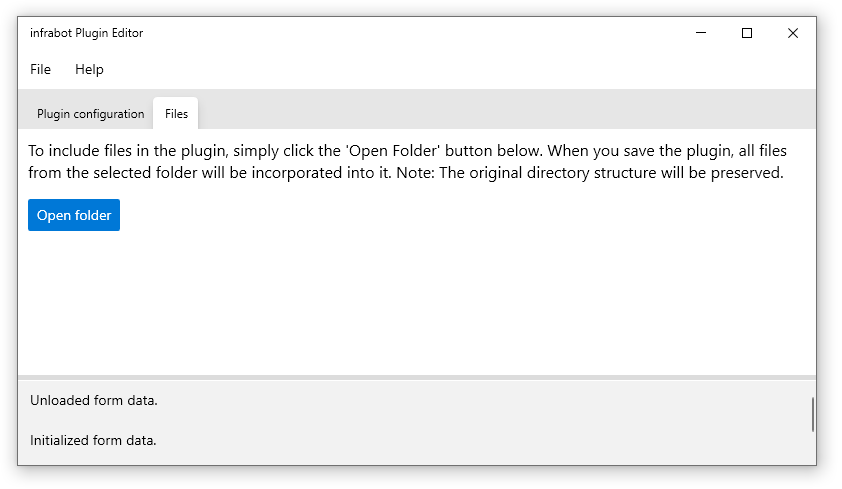 infrabot Plugin Editor
File Help
Plugin configuration Files
To include files in the plugin, simply click the 'Open Folder' button below. When you save the plugin, all files
from the selected folder will be incorporated into it. Note: The original directory structure will be preserved.
Open folder
Unloaded form data.
Initialized form data.